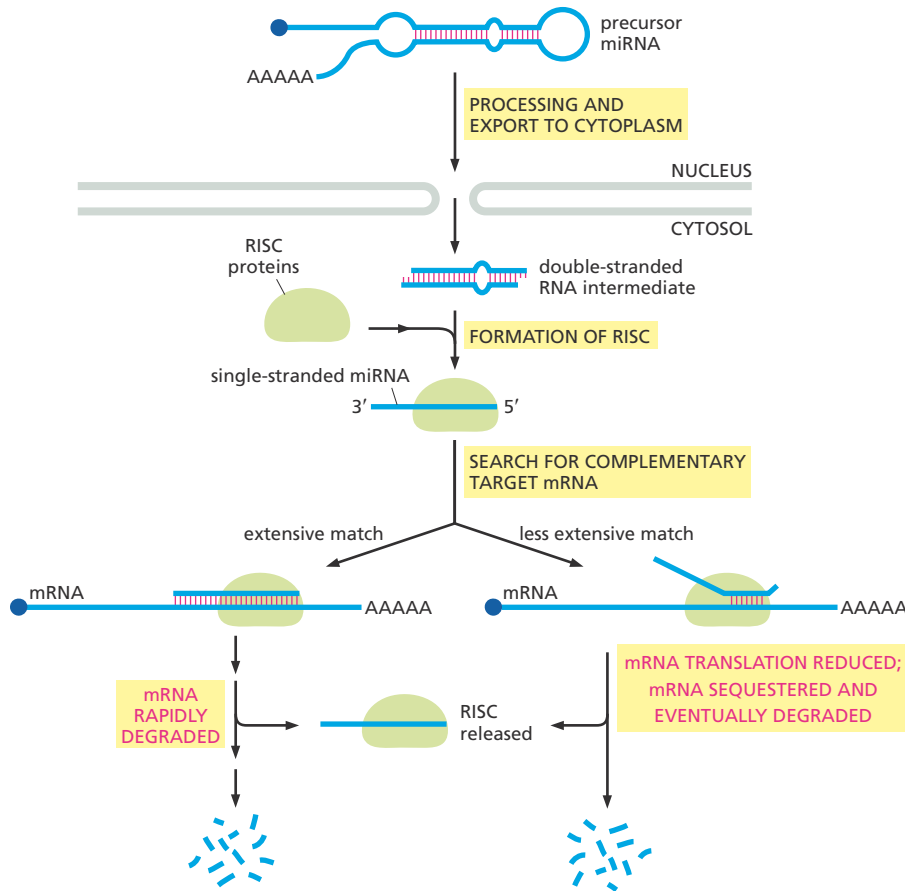 precursor
miRNA
AAAAA
PROCESSING AND
EXPORT TO CYTOPLASM
NUCLEUS
CYTOSOL
RISC
proteins
double-stranded
RNA intermediate
FORMATION OF RISC
single-stranded miRNA
3′ 5′
SEARCH FOR COMPLEMENTARY
TARGET mRNA
extensive match
less extensive match
mRNA
AAAAA
mRNA
AAAAA
mRNA
RAPIDLY
DEGRADED
RISC
released
mRNA TRANSLATION REDUCED;
mRNA SEQUESTERED AND
EVENTUALLY DEGRADED